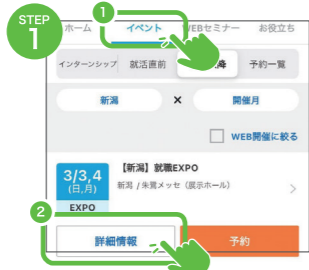 STEP
1
1
ホーム イベント WEBセミナー お役立ち
インターンシップ 就活直前 降 予約一覧
新潟 × 開催月
WEB開催に絞る
3/3,4
(日,月)
EXPO
【新潟】就職EXPO
新潟 / 朱鷺メッセ (展示ホール)
2
詳細情報 予約